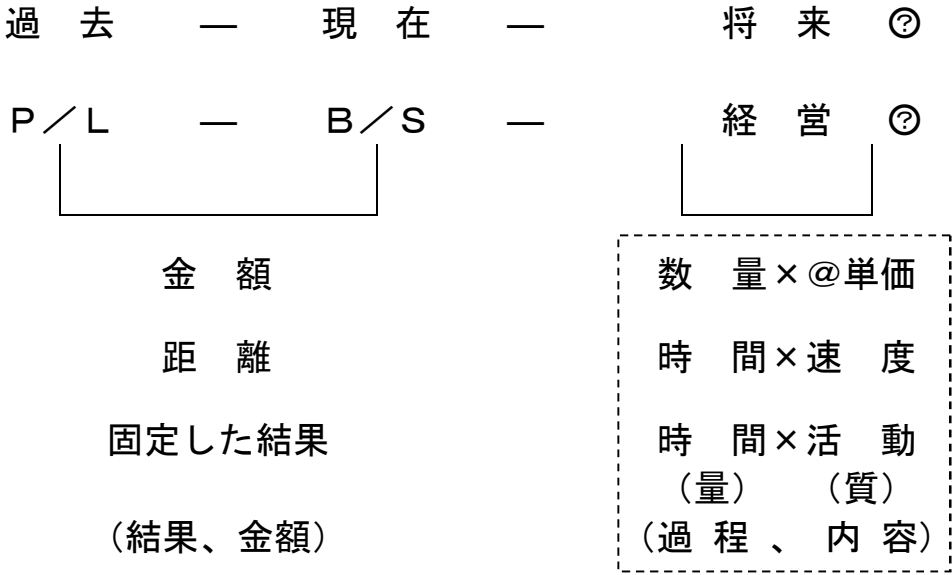 過 去 ― 現 在 ― 将 来 ?
P/L ― B/S ― 経 営 ?
金 額 数 量×@単価
距 離 時 間×速 度
固定した結果 時 間×活 動
(量) (質)
(結果、金額) (過 程 、 内 容)